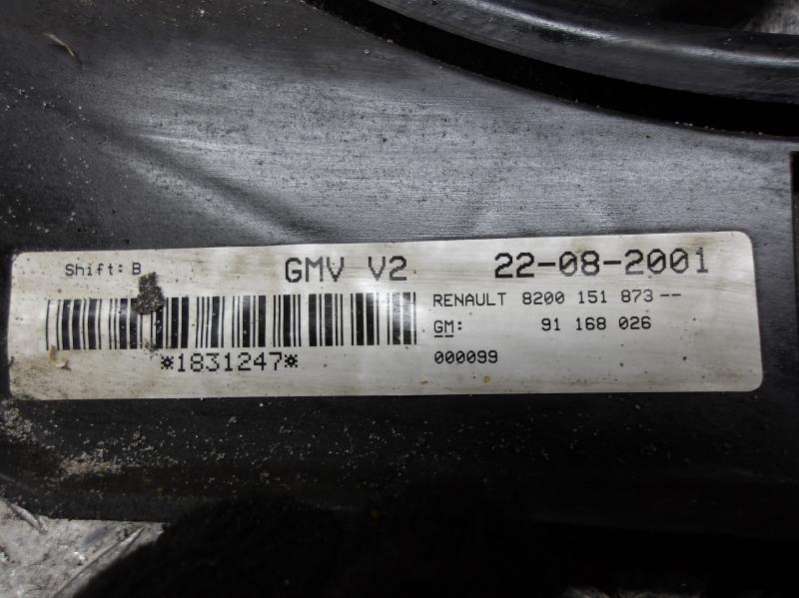 Shift: B GMV V2 22-08-2001
RENAULT 8200 151 873--
GM: 91 168 026
*1831247* 000099